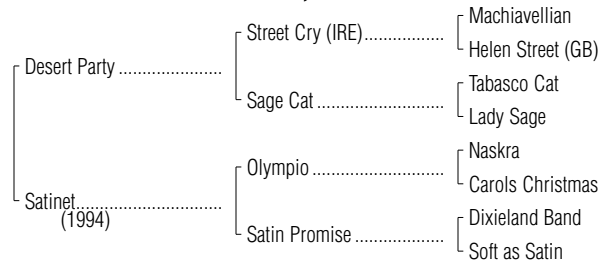 Machiavellian
Street Cry (IRE)..................
Helen Street (GB)
Desert Party .......................
Tabasco Cat
Sage Cat............................
Lady Sage
Naskra
Olympio .............................
Carols Christmas
Satinet................................
(1994)
Dixieland Band
Satin Promise ....................
Soft as Satin